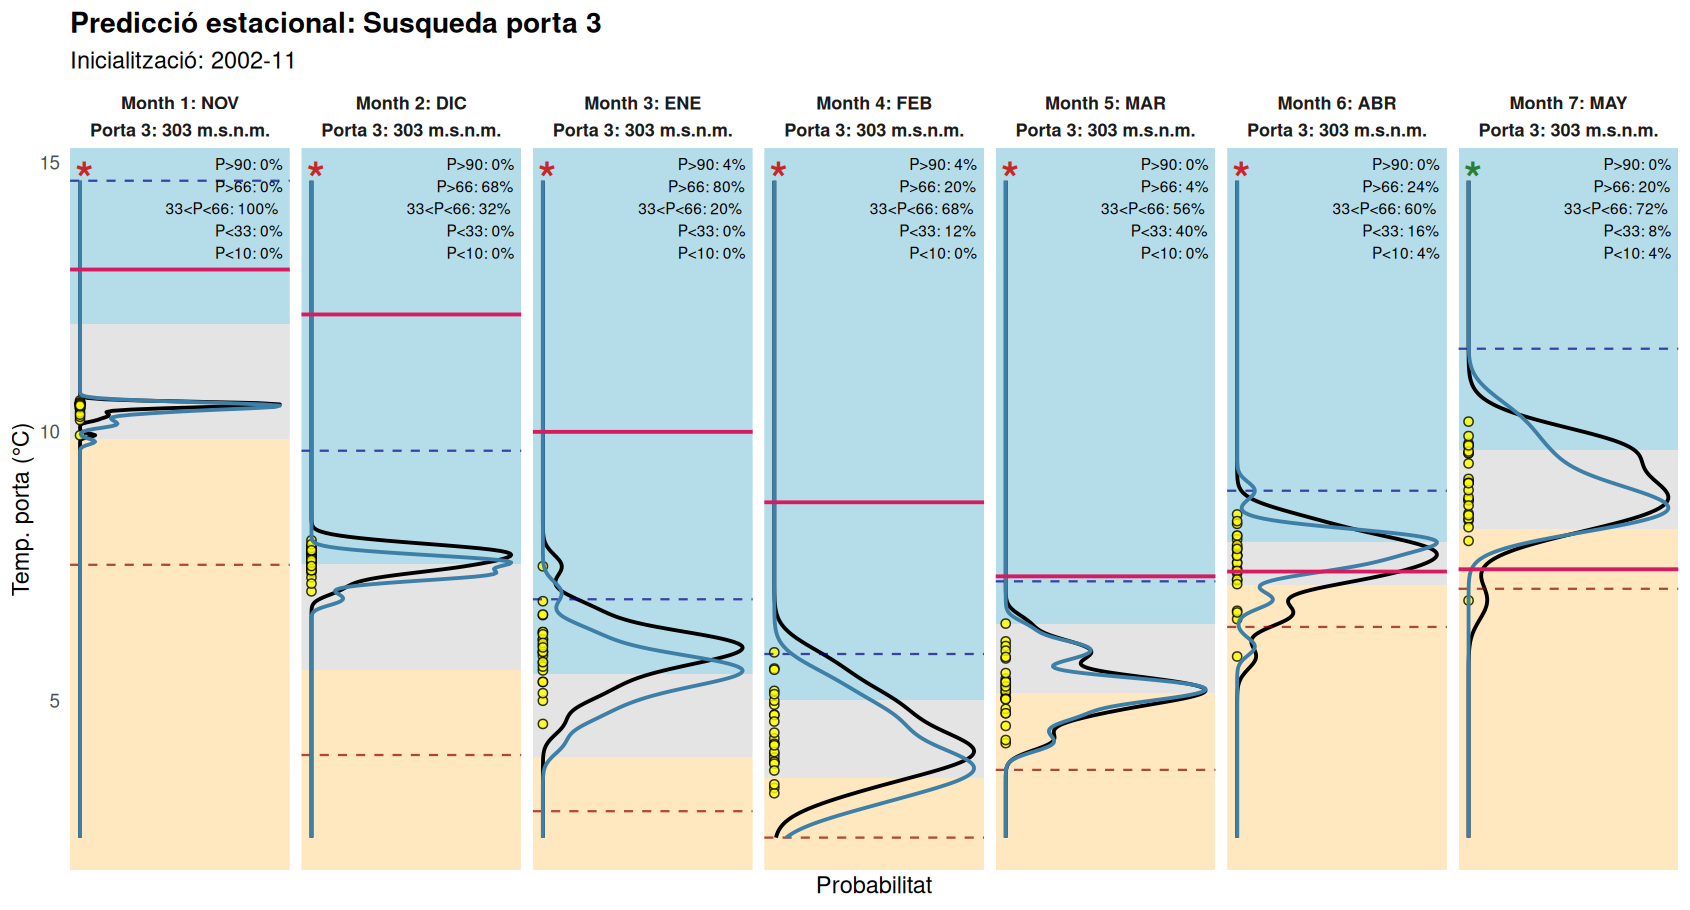 Predicció estacional: Susqueda porta 3
Inicialització: 2002-11
Month 1: NOV
Porta 3: 303 m.s.n.m.
Month 2: DIC
Porta 3: 303 m.s.n.m.
Month 3: ENE
Porta 3: 303 m.s.n.m.
Month 4: FEB
Porta 3: 303 m.s.n.m.
Month 5: MAR
Porta 3: 303 m.s.n.m.
Month 6: ABR
Porta 3: 303 m.s.n.m.
Month 7: MAY
Porta 3: 303 m.s.n.m.
Temp. porta (°C)
15
10
5
*
P>90: 0%
P>66: 0%
33<P<66: 100%
P<33: 0%
P<10: 0%
*
P>90: 0%
P>66: 68%
33<P<66: 32%
P<33: 0%
P<10: 0%
*
P>90: 4%
P>66: 80%
33<P<66: 20%
P<33: 0%
P<10: 0%
*
P>90: 4%
P>66: 20%
33<P<66: 68%
P<33: 12%
P<10: 0%
*
P>90: 0%
P>66: 4%
33<P<66: 56%
P<33: 40%
P<10: 0%
*
P>90: 0%
P>66: 24%
33<P<66: 60%
P<33: 16%
P<10: 4%
*
P>90: 0%
P>66: 20%
33<P<66: 72%
P<33: 8%
P<10: 4%
Probabilitat